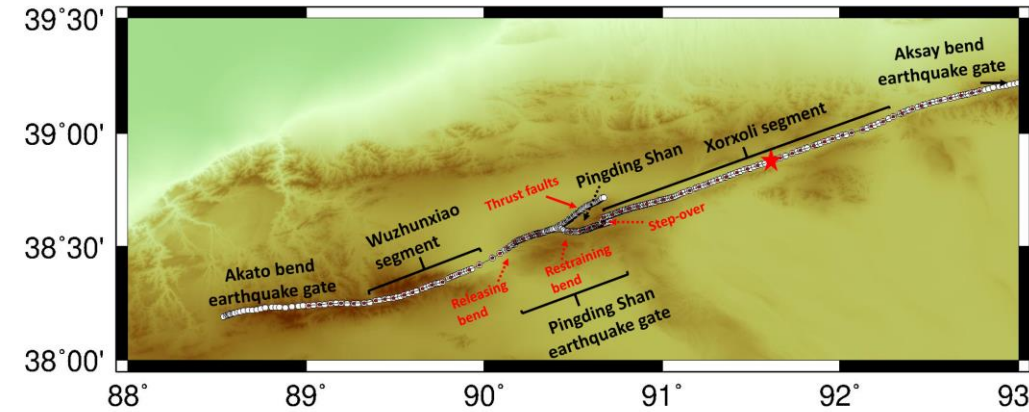 39˚30'
39˚00'
38˚30'
38˚00'
88˚
89˚
90˚
91˚
92˚
93
Aksay bend
earthquake gate
Xorxoli segment
Pingding Shan
Thrust faults
Step-over
Wuzhunxiao
segment
Akato bend
earthquake gate
Releasing
bend
Restraining
bend
Pingding Shan
earthquake gate